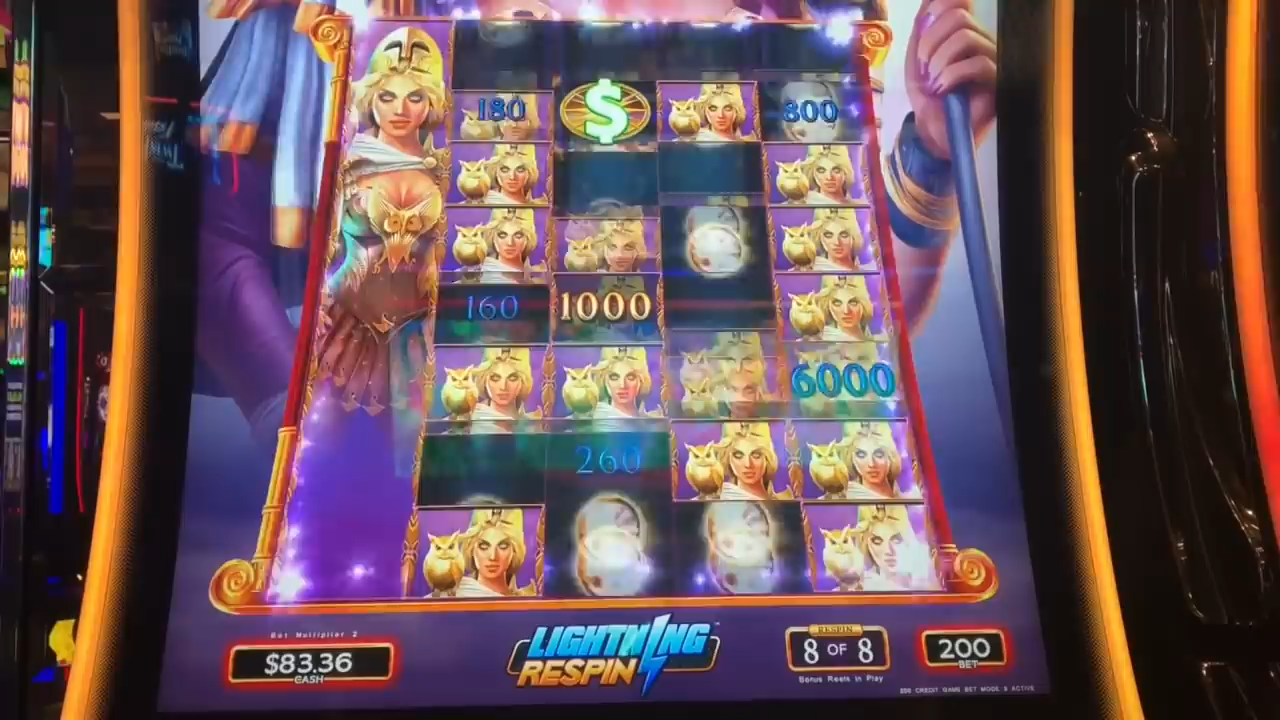 180
$
800
160
1000
6000
260
Bet Multiplier 2
$83.36
CASH
LIGHTNING
RESPIN
RESPIN
8 OF 8
Bonus Reels in Play
200
BET